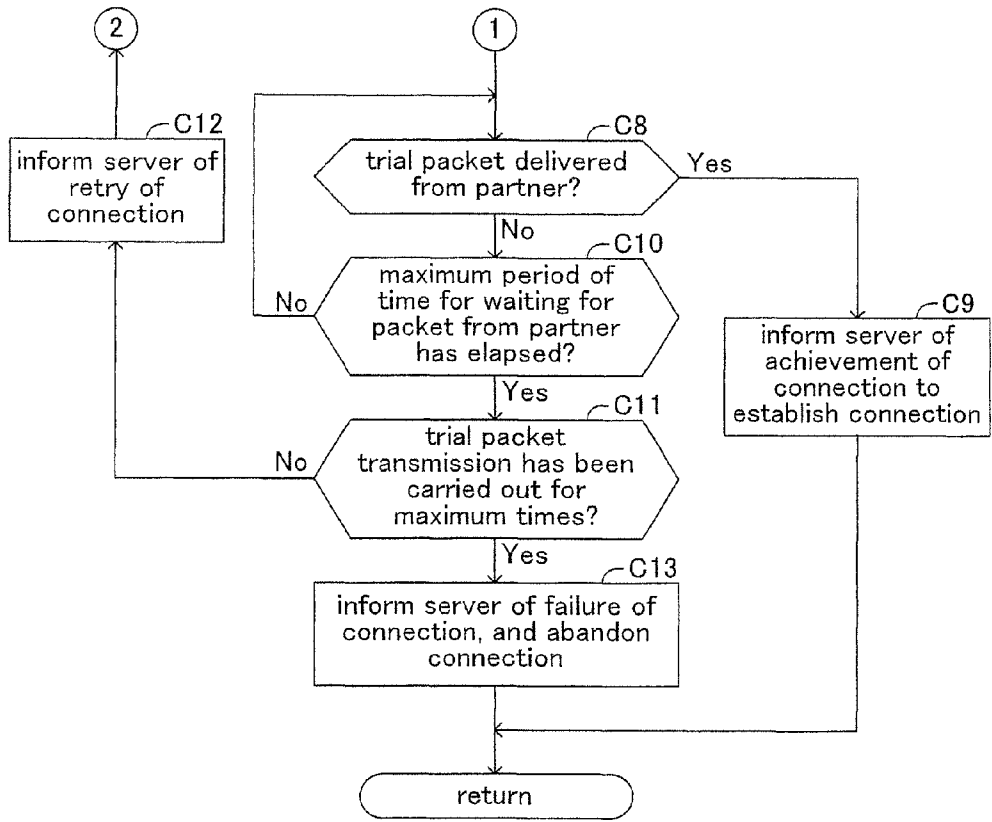 2
1
C12
inform server of
retry of
connection
C8
trial packet delivered
from partner?
Yes
No
C10
maximum period of
time for waiting for
packet from partner
has elapsed?
No
C9
inform server of
achievement of
connection to
establish connection
Yes
C11
trial packet
transmission has been
carried out for
maximum times?
No
Yes
C13
inform server of failure of
connection, and abandon
connection
return